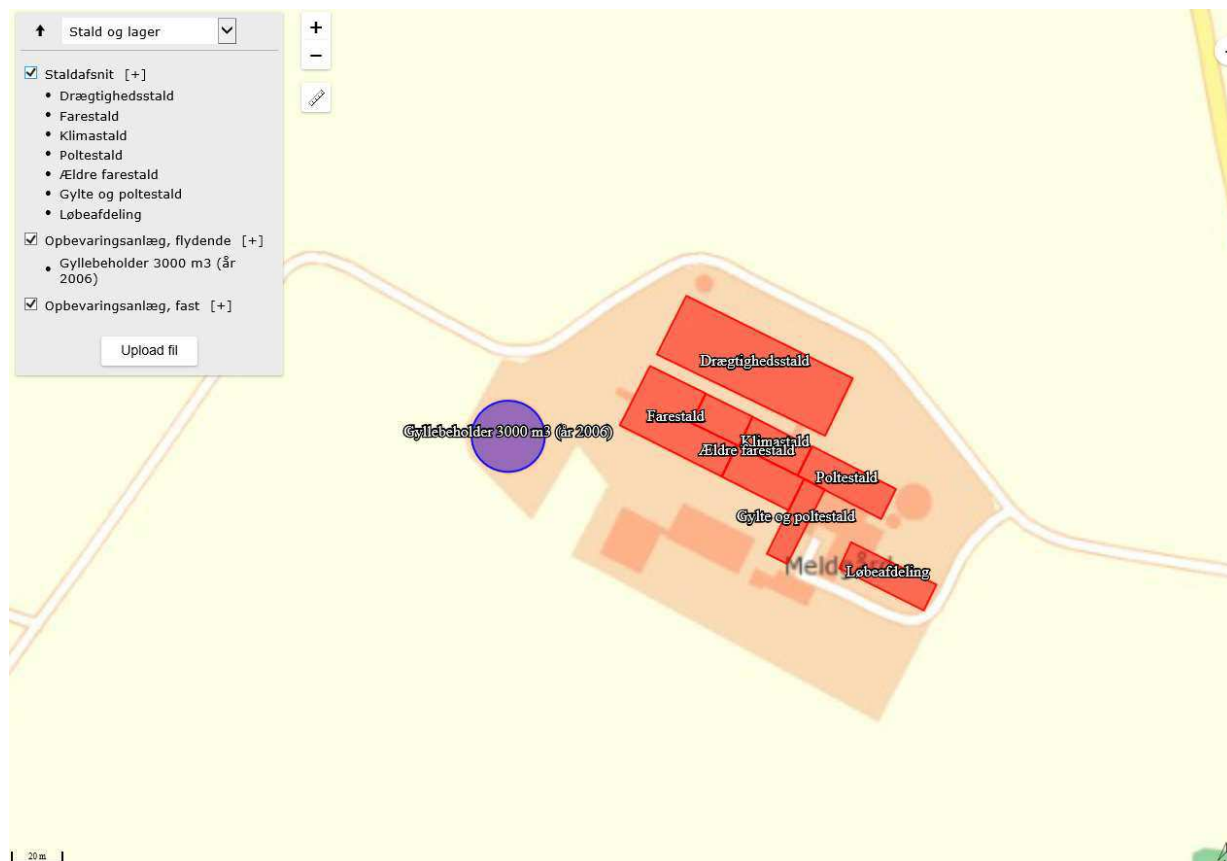 Stald og lager
Staldafsnit [+]
Drægtighedsstald
Farestald
Klimastald
Poltestald
Ældre farestald
Gylte og poltestald
Løbeafdeling
Opbevaringsanlæg, flydende [+]
Gyllebeholder 3000 m3 (år
2006)
Opbevaringsanlæg, fast [+]
Upload fil
+
−
Drægtighedsstald
Farestald
Gyllebeholder 3000 m3 (år 2006)
Klimastald
Ældre farestald
Poltestald
Gylte og poltestald
Løbeafdeling
20 m